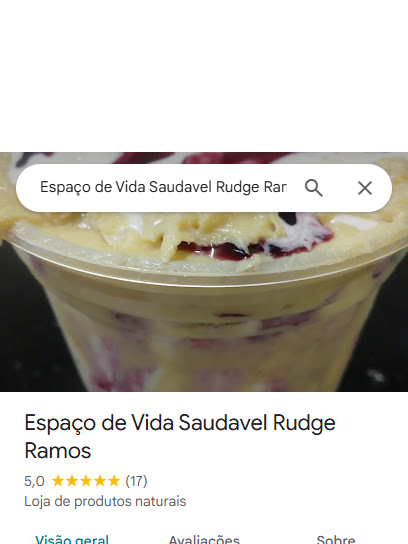 Espaço de Vida Saudavel Rudge Ran
Espaço de Vida Saudavel Rudge
Ramos
5,0 (17)
Loja de produtos naturais
Visão geral Avaliações Sobre